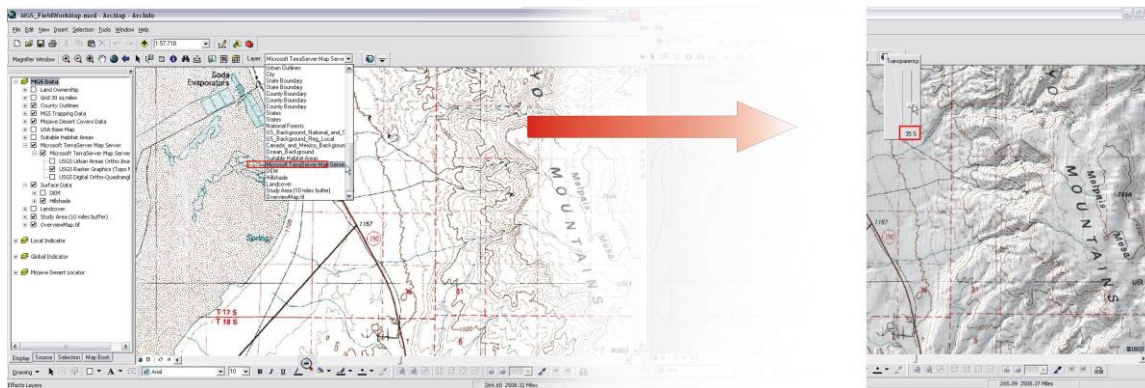 MGS_FieldWorkMap.mxd - ArcMap - ArcInfo
File Edit View Insert Selection Tools Window Help
1:57,718
Magnifier Window
Layer: Microsoft TerraServer Map Serve
Urban Outlines
City
State Boundary
State Boundary
County Boundary
County Boundary
County Boundary
States
States
National Forests
US_Background_National_and_S
US_Background_Reg_Local
Canada_and_Mexico_Background
Ocean_Background
Suitable Habitat Areas
Microsoft TerraServer Map Server
DEM
Hillshade
Landcover
Study Area (10 miles buffer)
OverviewMap.tif
MGS Data
Land Ownership
Grid 30 sq miles
County Outlines
MGS Trapping Data
Mojave Desert Covers Data
USA Base Map
Suitable Habitat Areas
Microsoft TerraServer Map Server
Microsoft TerraServer Map Server
USGS Urban Areas Ortho-Ima
USGS Raster Graphics (Topo M
USGS Digital Ortho-Quadrangl
Surface Data
DEM
Hillshade
Landcover
Study Area (10 miles buffer)
OverviewMap.tif
Local Indicator
Global Indicator
Mojave Desert Locator
Soda
Evaporators
Spring
1157
190
T 17 S
T 18 S
YO
Malpais
Mesa
MOUNTAINS
Display Source Selection Map Book
Drawing
Arial
10
B I U
A
Effects Layers
264.60 2508.32 Miles
Transparency
35%
YO
Malpais
Mesa
MOUNTAINS
1157
190
265.09 2508.37 Miles